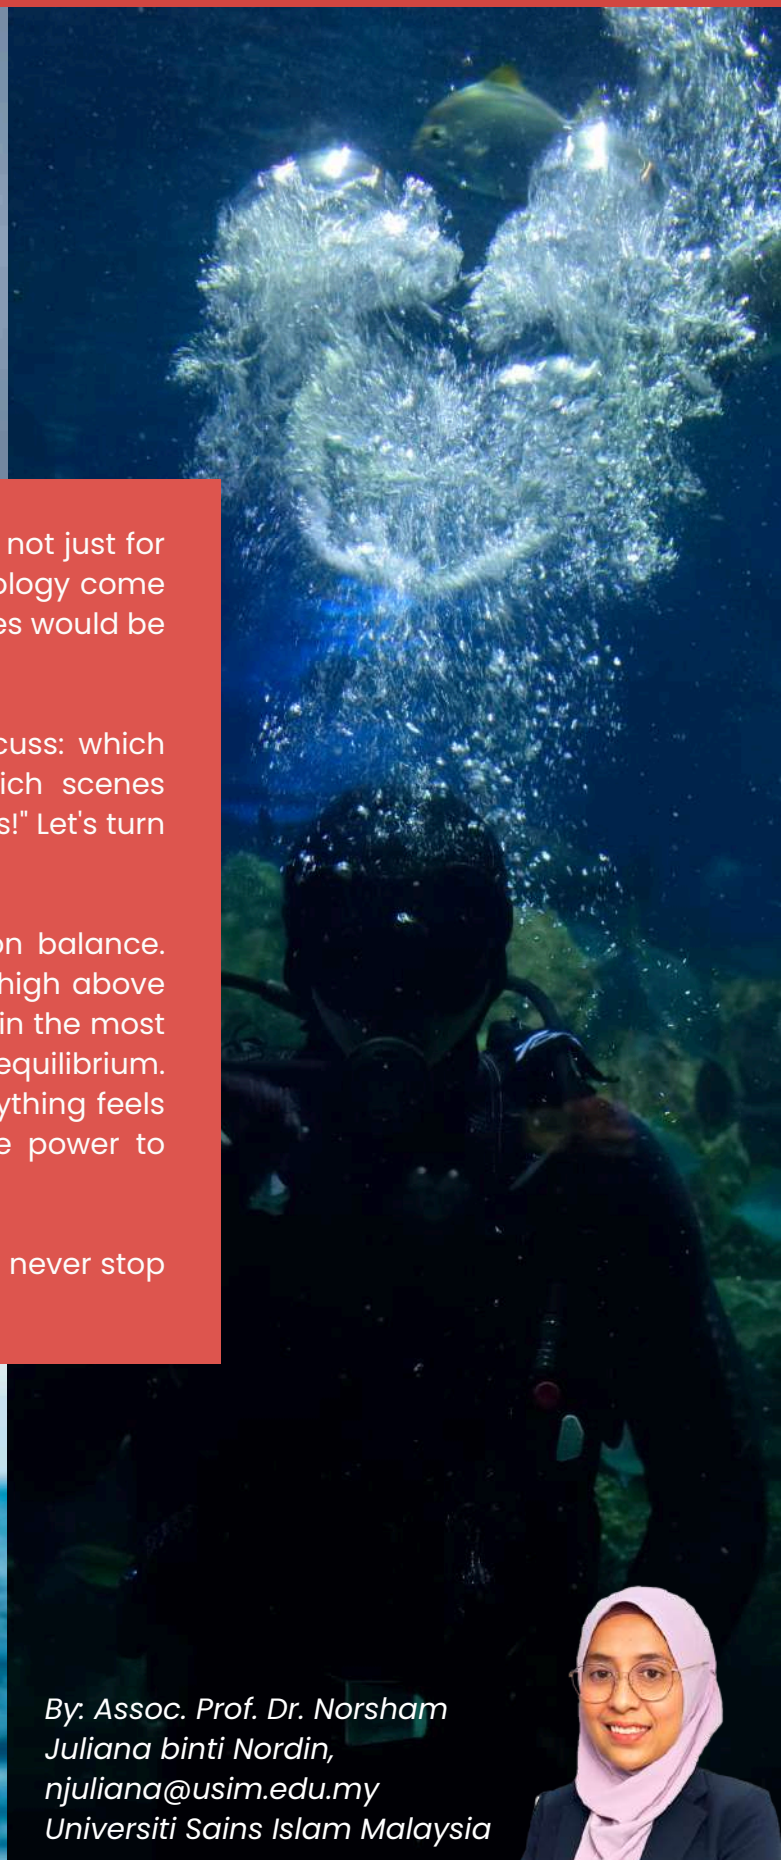 not just for
ology come
es would be
cuss: which
ich scenes
s!" Let's turn
on balance.
high above
in the most
equilibrium.
ything feels
e power to
never stop
By: Assoc. Prof. Dr. Norsham
Juliana binti Nordin,
njuliana@usim.edu.my
Universiti Sains Islam Malaysia